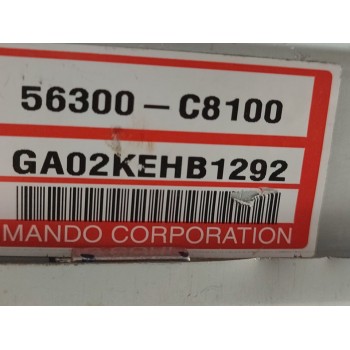 56300-C8100
GA02KEHB1292
MANDO CORPORATION